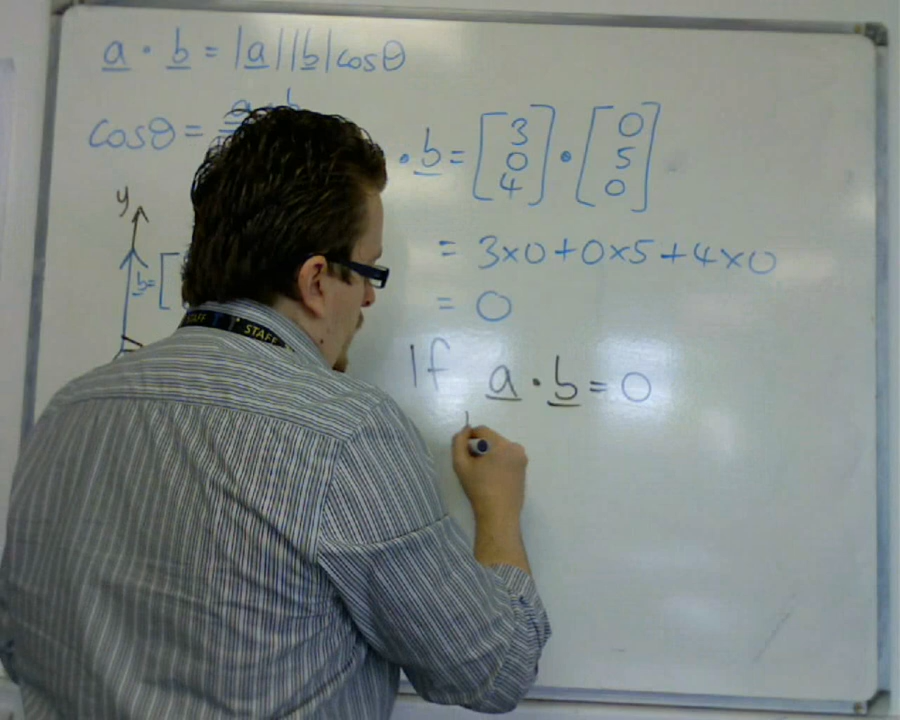 a · b = |a||b|cosθ
cosθ = a · b
· b = [3 0 4] · [0 5 0]
= 3×0+0×5+4×0
= 0
y
b = [
If a · b = 0
STAFF STAFF